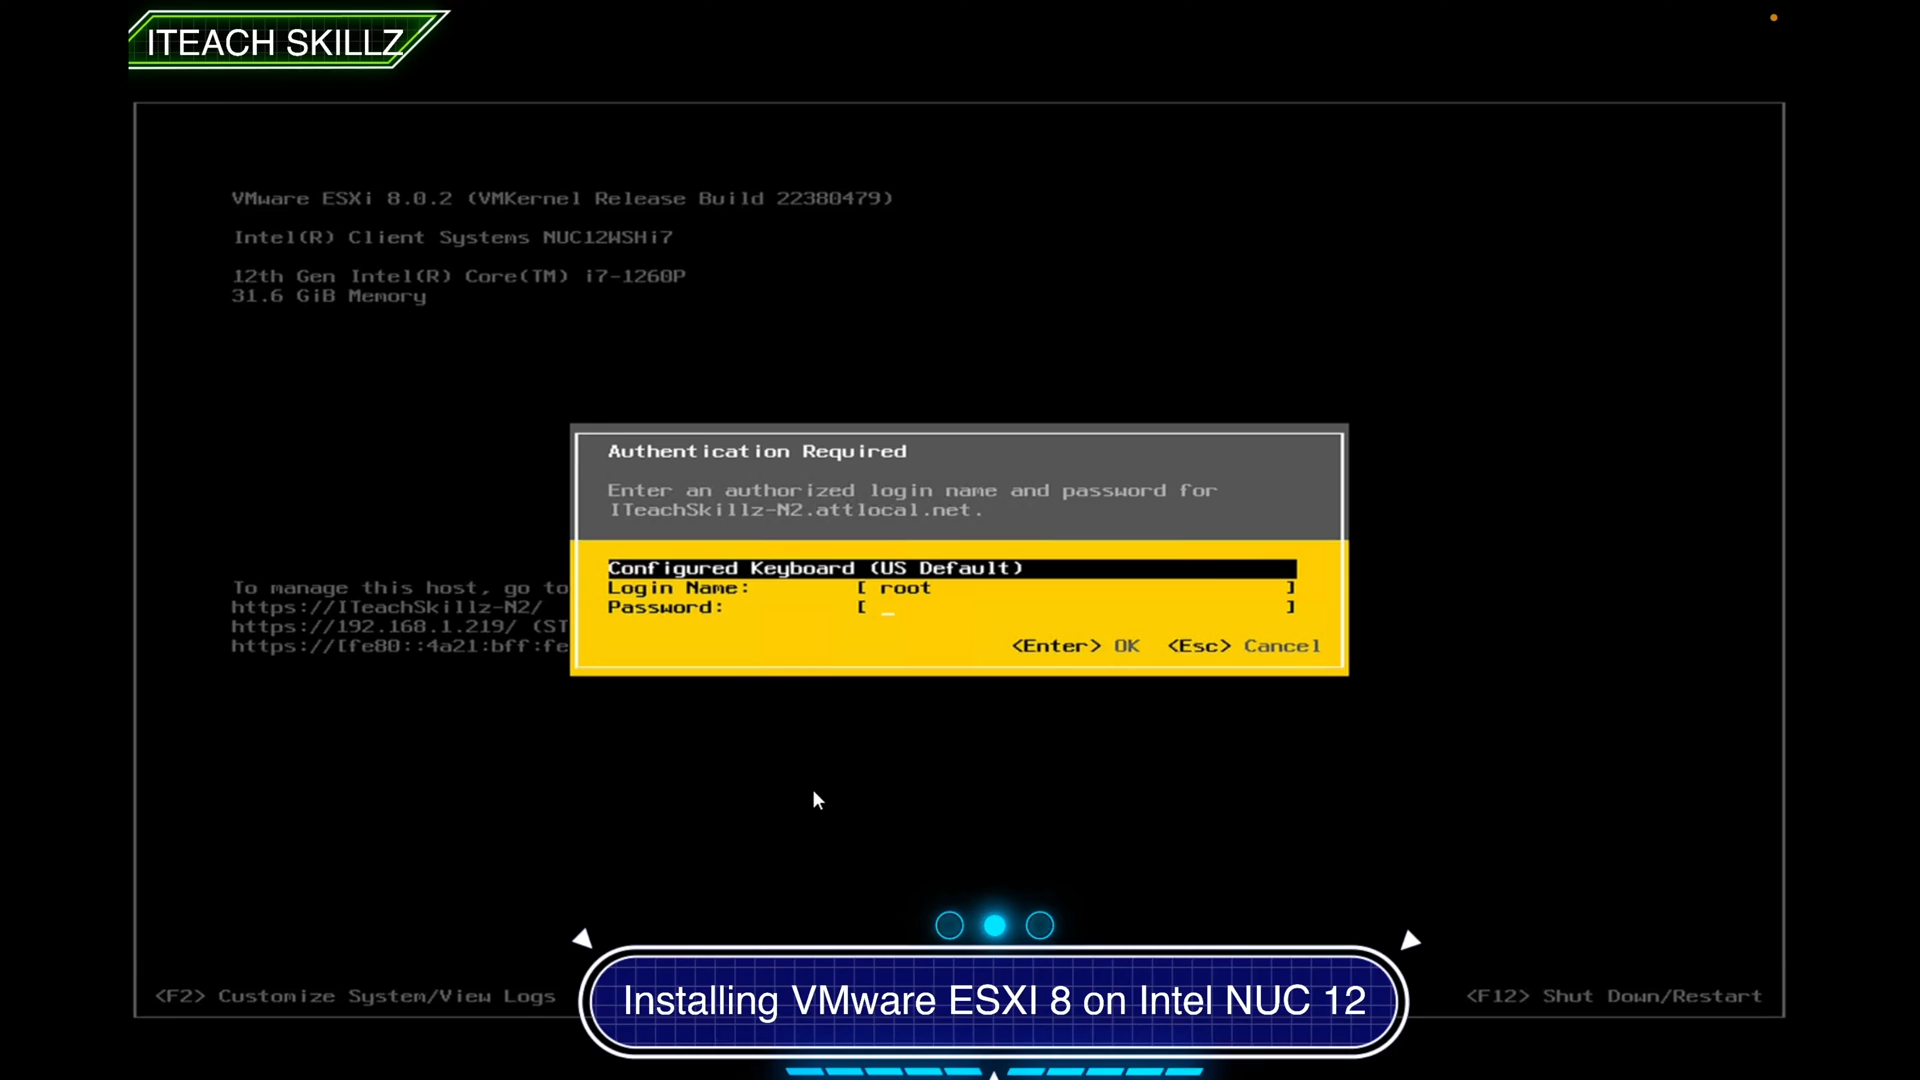 ITEACH SKILLZ
VMware ESXi 8.0.2 (VMKernel Release Build 22380479)
Intel(R) Client Systems NUC12WSHi7
12th Gen Intel(R) Core(TM) i7-1260P
31.6 GiB Memory
Authentication Required
Enter an authorized login name and password for
ITeachSkillz-N2.attlocal.net.
Configured Keyboard (US Default)
Login Name: [ root ]
Password: [ _ ]
<Enter> OK <Esc> Cancel
To manage this host, go to
https://ITeachSkillz-N2/
https://192.168.1.219/ (ST
https://[fe80::4a21:bff:fe
<F2> Customize System/View Logs
<F12> Shut Down/Restart
Installing VMware ESXI 8 on Intel NUC 12